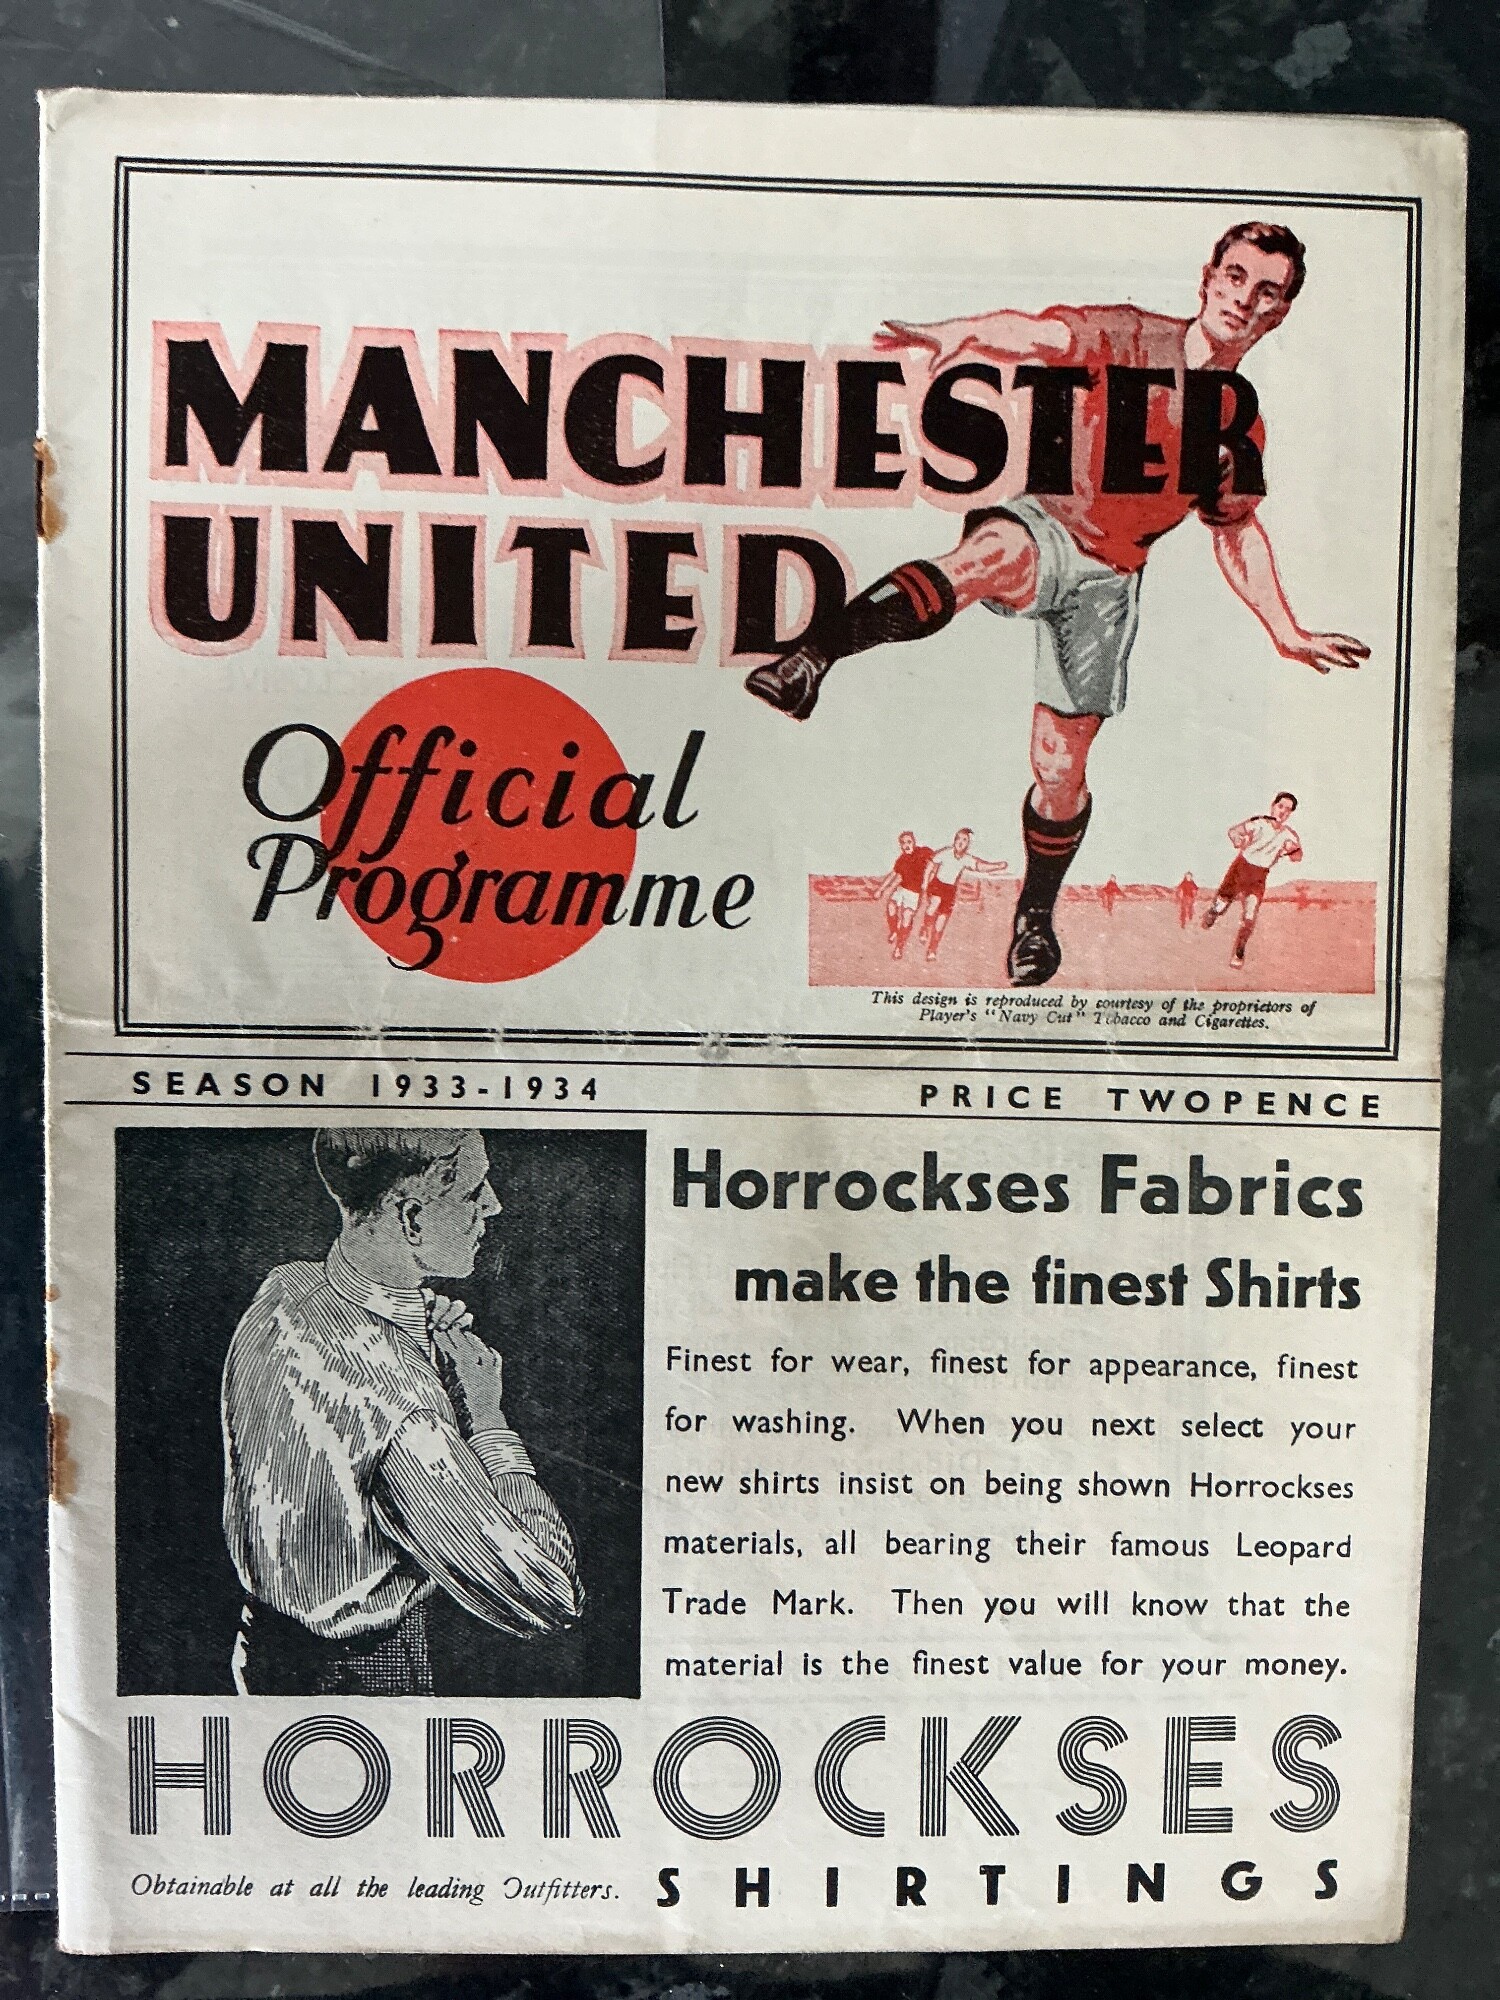 MANCHESTER
UNITED
Official
Programme
This design is reproduced by courtesy of the proprietors of
Player's "Navy Cut" Tobacco and Cigarettes.
SEASON 1933-1934 PRICE TWOPENCE
Horrockses Fabrics
make the finest Shirts
Finest for wear, finest for appearance, finest
for washing. When you next select your
new shirts insist on being shown Horrockses
materials, all bearing their famous Leopard
Trade Mark. Then you will know that the
material is the finest value for your money.
HORROCKSES
Obtainable at all the leading Outfitters. SHIRTINGS